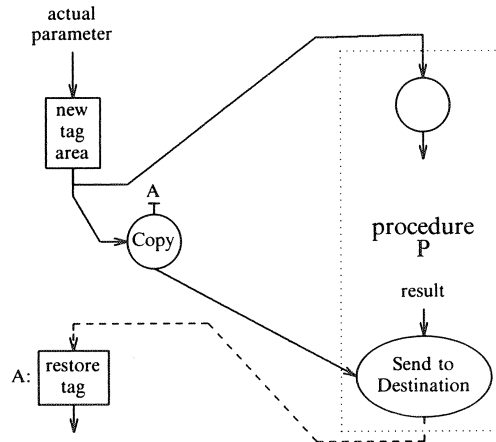 actual
parameter
new
tag
area
A
Copy
procedure
P
result
A:
restore
tag
Send to
Destination